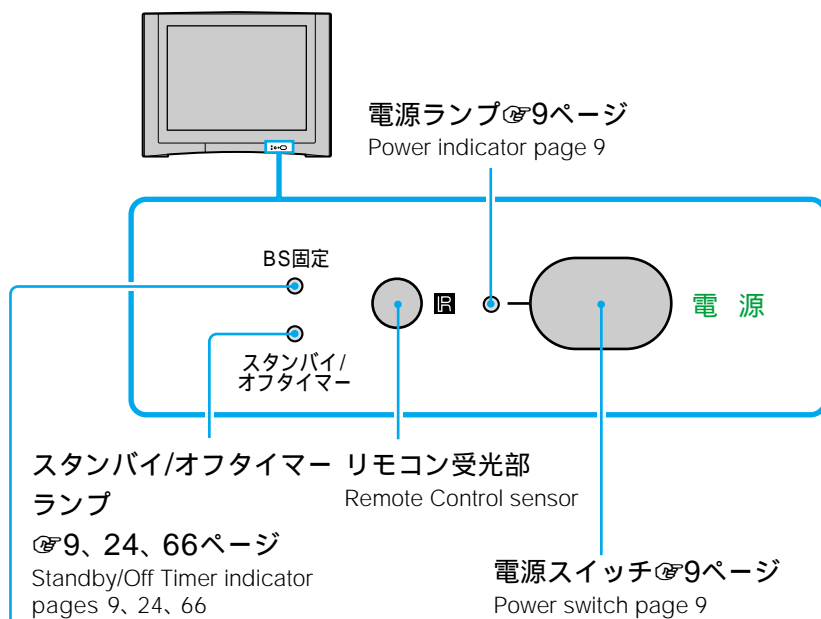 電源ランプ☞9ページ
Power indicator page 9
BS固定
IR
電 源
スタンバイ/
オフタイマー
スタンバイ/オフタイマー
ランプ
☞9、24、66ページ
Standby/Off Timer indicator
pages 9、24、66
リモコン受光部
Remote Control sensor
電源スイッチ☞9ページ
Power switch page 9